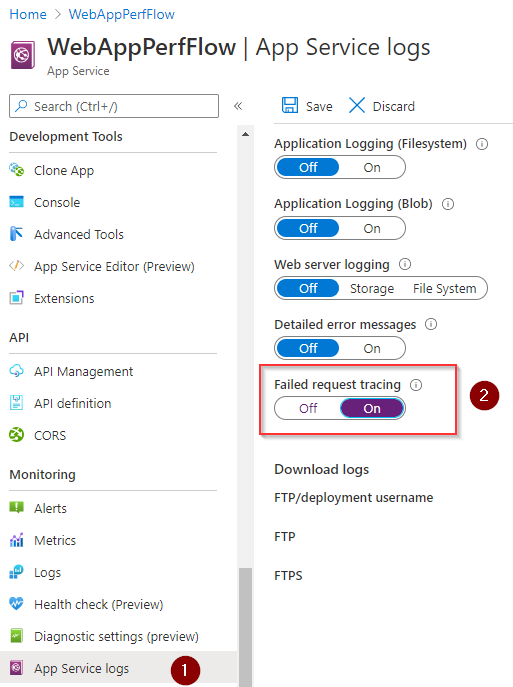 Home > WebAppPerfFlow
WebAppPerfFlow | App Service logs
App Service
Search (Ctrl+/)
«
Development Tools
Clone App
Console
Advanced Tools
App Service Editor (Preview)
Extensions
API
API Management
API definition
CORS
Monitoring
Alerts
Metrics
Logs
Health check (Preview)
Diagnostic settings (preview)
App Service logs
1
Save Discard
Application Logging (Filesystem)
Off On
Application Logging (Blob)
Off On
Web server logging
Off Storage File System
Detailed error messages
Off On
Failed request tracing
Off On
2
Download logs
FTP/deployment username
FTP
FTPS